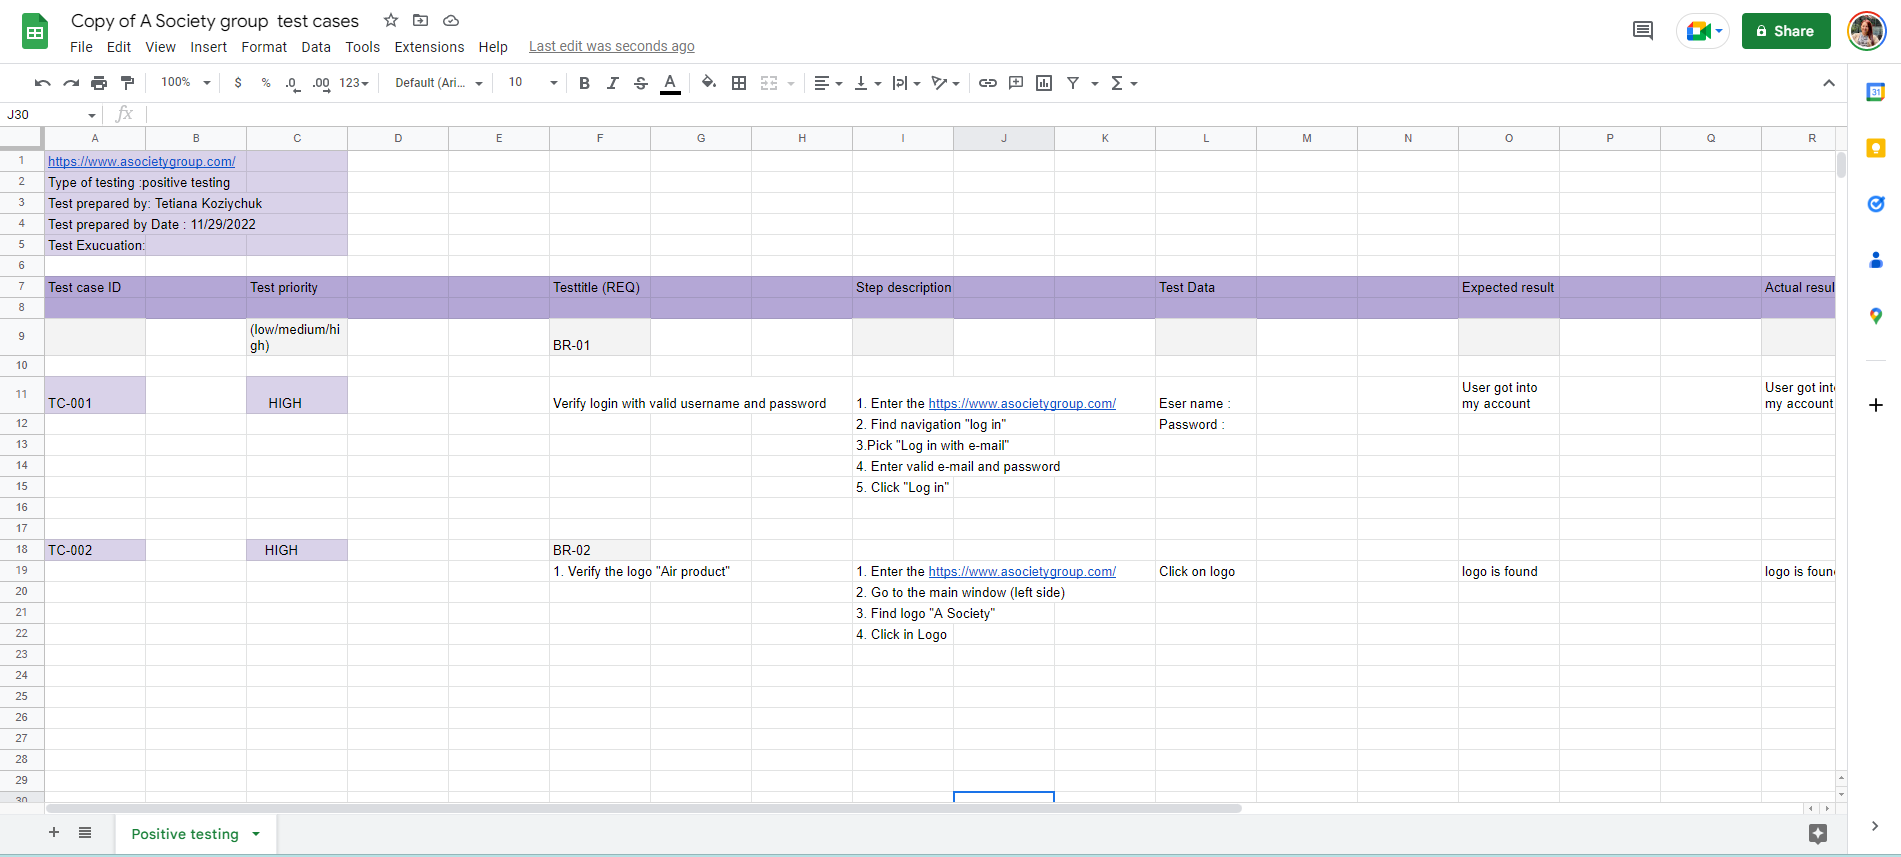 Copy of A Society group test cases
File Edit View Insert Format Data Tools Extensions Help Last edit was seconds ago
Share
100% $ % .0 .00 123 Default (Ari... 10 B I S A
31
J30 fx
A B C D E F G H I J K L M N O P Q R
1 https://www.asocietygroup.com/
2 Type of testing :positive testing
3 Test prepared by: Tetiana Koziychuk
4 Test prepared by Date : 11/29/2022
5 Test Exucuation:
6
7 Test case ID Test priority Testtitle (REQ) Step description Test Data Expected result Actual resul
8
9 (low/medium/hi
gh) BR-01
10
11 TC-001 HIGH Verify login with valid username and password 1. Enter the https://www.asocietygroup.com/ Eser name : User got into
my account User got int
my account
12 2. Find navigation "log in" Password :
13 3.Pick "Log in with e-mail"
14 4. Enter valid e-mail and password
15 5. Click "Log in"
16
17
18 TC-002 HIGH BR-02
19 1. Verify the logo "Air product" 1. Enter the https://www.asocietygroup.com/ Click on logo logo is found logo is foun
20 2. Go to the main window (left side)
21 3. Find logo "A Society"
22 4. Click in Logo
23
24
25
26
27
28
29
30
Positive testing